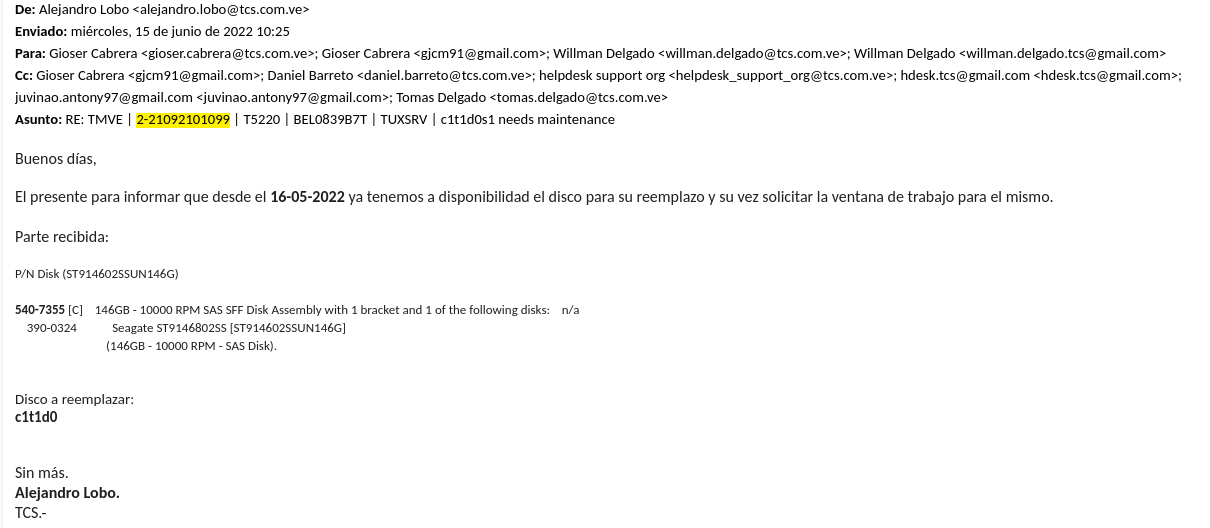 De: Alejandro Lobo <alejandro.lobo@tcs.com.ve>
Enviado: miércoles, 15 de junio de 2022 10:25
Para: Gioser Cabrera <gioser.cabrera@tcs.com.ve>; Gioser Cabrera <gjcm91@gmail.com>; Willman Delgado <willman.delgado@tcs.com.ve>; Willman Delgado <willman.delgado.tcs@gmail.com>
Cc: Gioser Cabrera <gjcm91@gmail.com>; Daniel Barreto <daniel.barreto@tcs.com.ve>; helpdesk support org <helpdesk_support_org@tcs.com.ve>; hdesk.tcs@gmail.com <hdesk.tcs@gmail.com>;
juvinao.antony97@gmail.com <juvinao.antony97@gmail.com>; Tomas Delgado <tomas.delgado@tcs.com.ve>
Asunto: RE: TMVE | 2-21092101099 | T5220 | BEL0839B7T | TUXSRV | c1t1d0s1 needs maintenance
Buenos días,
El presente para informar que desde el 16-05-2022 ya tenemos a disponibilidad el disco para su reemplazo y su vez solicitar la ventana de trabajo para el mismo.
Parte recibida:
P/N Disk (ST914602SSUN146G)
540-7355 [C] 146GB - 10000 RPM SAS SFF Disk Assembly with 1 bracket and 1 of the following disks: n/a
390-0324 Seagate ST9146802SS [ST914602SSUN146G]
(146GB - 10000 RPM - SAS Disk).
Disco a reemplazar:
c1t1d0
Sin más.
Alejandro Lobo.
TCS.-